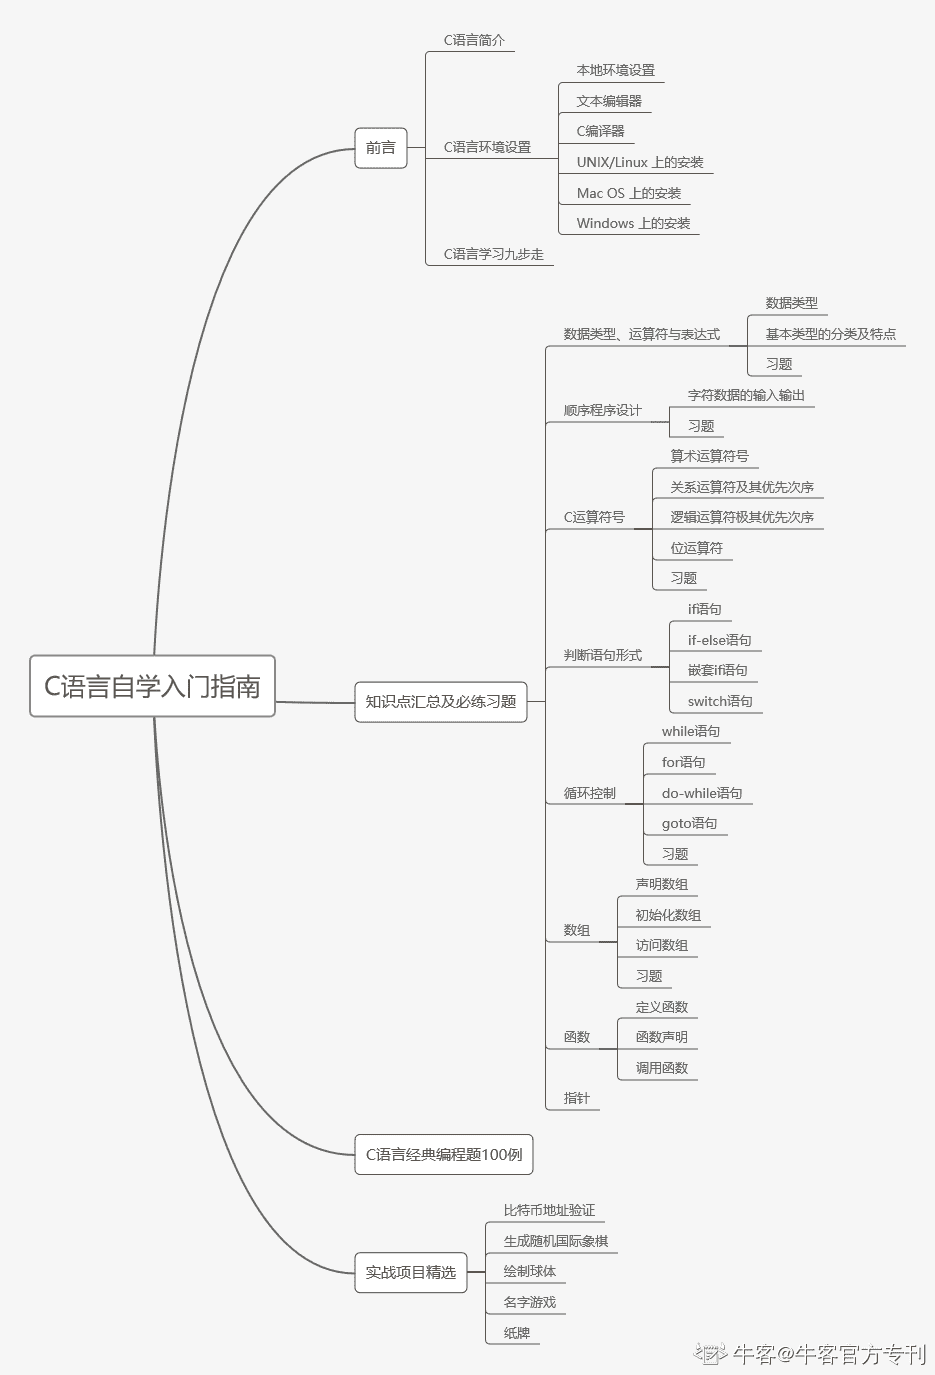 C语言自学入门指南
前言
C语言简介
C语言环境设置
本地环境设置
文本编辑器
C编译器
UNIX/Linux 上的安装
Mac OS 上的安装
Windows 上的安装
C语言学习九步走
知识点汇总及必练习题
数据类型、运算符与表达式
数据类型
基本类型的分类及特点
习题
顺序程序设计
字符数据的输入输出
习题
C运算符号
算术运算符号
关系运算符及其优先次序
逻辑运算符极其优先次序
位运算符
习题
判断语句形式
if语句
if-else语句
嵌套if语句
switch语句
循环控制
while语句
for语句
do-while语句
goto语句
习题
数组
声明数组
初始化数组
访问数组
习题
函数
定义函数
函数声明
调用函数
指针
C语言经典编程题100例
实战项目精选
比特币地址验证
生成随机国际象棋
绘制球体
名字游戏
纸牌
牛客@牛客官方专刊